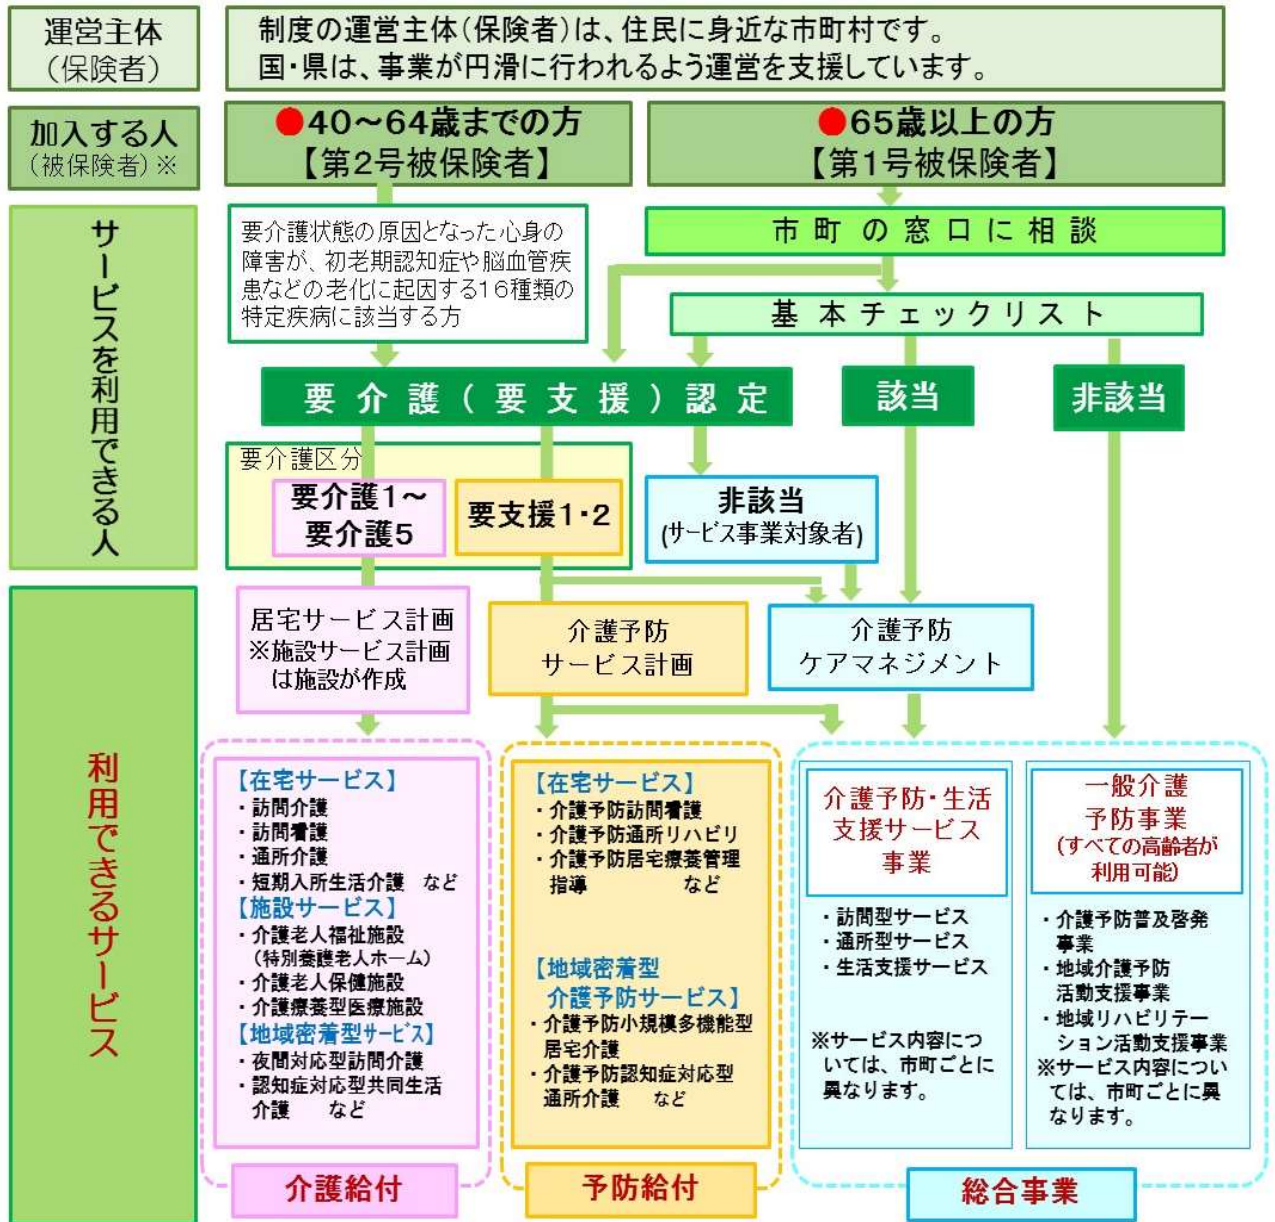 運営主体
（保険者）
制度の運営主体(保険者)は、住民に身近な市町村です。
国・県は、事業が円滑に行われるよう運営を支援しています。
加入する人
（被保険者）※
●40～64歳までの方
【第2号被保険者】
●65歳以上の方
【第1号被保険者】
サービスを利用できる人
要介護状態の原因となった心身の
障害が、初老期認知症や脳血管疾
患などの老化に起因する16種類の
特定疾病に該当する方
市町の窓口に相談
基本チェックリスト
要介護(要支援)認定
該当
非該当
要介護区分
要介護1～
要介護5
要支援1・2
非該当
(サービス事業対象者)
利用できるサービス
居宅サービス計画
※施設サービス計画
は施設が作成
介護予防
サービス計画
介護予防
ケアマネジメント
【在宅サービス】
・訪問介護
・訪問看護
・通所介護
・短期入所生活介護　など
【施設サービス】
・介護老人福祉施設
（特別養護老人ホーム）
・介護老人保健施設
・介護療養型医療施設
【地域密着型サービス】
・夜間対応型訪問介護
・認知症対応型共同生活
介護　など
【在宅サービス】
・介護予防訪問看護
・介護予防通所リハビリ
・介護予防居宅療養管理
指導　など
【地域密着型
介護予防サービス】
・介護予防小規模多機能型
居宅介護
・介護予防認知症対応型
通所介護　など
介護予防・生活
支援サービス
事業
・訪問型サービス
・通所型サービス
・生活支援サービス
※サービス内容につ
いては、市町ごとに
異なります。
一般介護
予防事業
(すべての高齢者が
利用可能)
・介護予防普及啓発
事業
・地域介護予防
活動支援事業
・地域リハビリテー
ション活動支援事業
※サービス内容につい
ては、市町ごとに異
なります。
介護給付
予防給付
総合事業